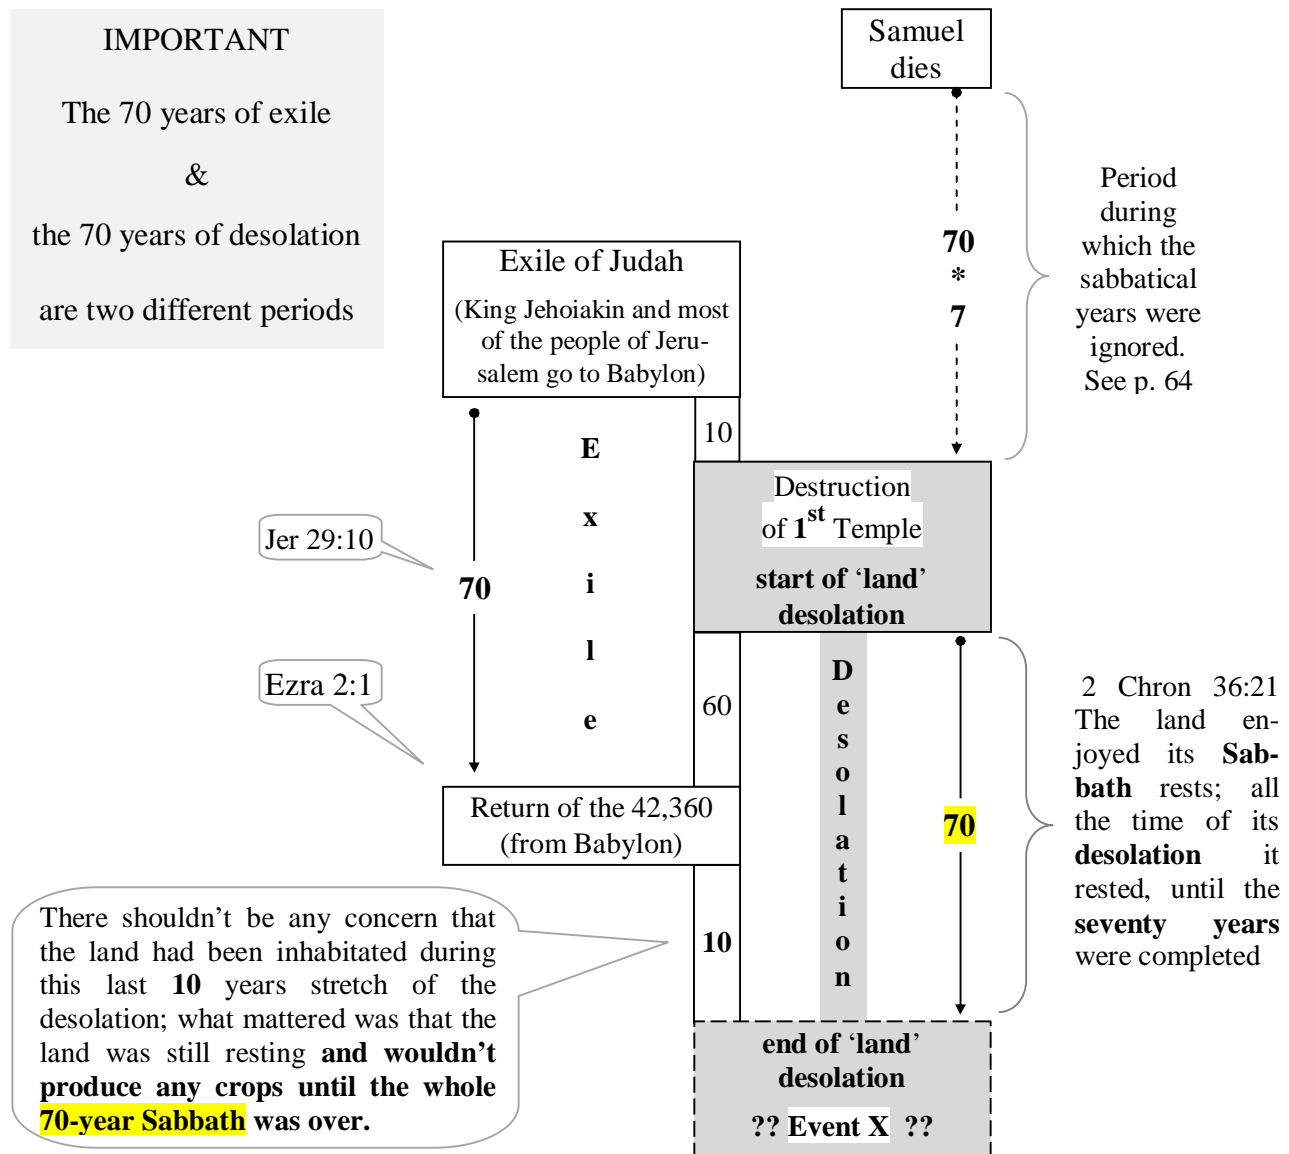 IMPORTANT
The 70 years of exile
&
the 70 years of desolation
are two different periods
Samuel
dies
70
*
7
Period
during
which the
sabbatical
years were
ignored.
See p. 64
Exile of Judah
(King Jehoiakin and most
of the people of Jeru-
salem go to Babylon)
10
E
x
i
l
e
Jer 29:10
70
Ezra 2:1
Destruction
of 1st Temple
start of ‘land’
desolation
60
D
e
s
o
l
a
t
i
o
n
70
2 Chron 36:21
The land en-
joyed its Sab-
bath rests; all
the time of its
desolation it
rested, until the
seventy years
were completed
Return of the 42,360
(from Babylon)
There shouldn’t be any concern that
the land had been inhabitated during
this last 10 years stretch of the
desolation; what mattered was that the
land was still resting and wouldn’t
produce any crops until the whole
70-year Sabbath was over.
10
end of ‘land’
desolation
?? Event X ??